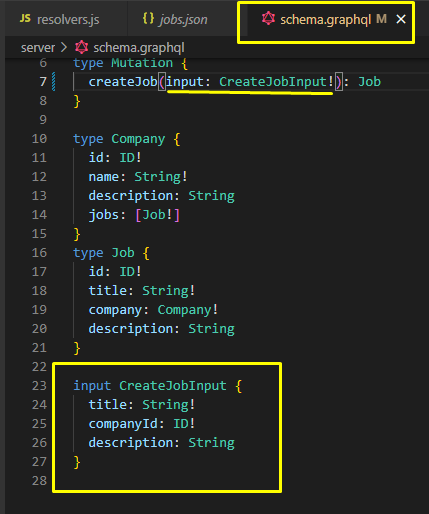 JS resolvers.js jobs.json schema.graphql M ×
server > schema.graphql
6 type Mutation {
7 createJob(input: CreateJobInput!): Job
8 }
9
10 type Company {
11 id: ID!
12 name: String!
13 description: String
14 jobs: [Job!]
15 }
16 type Job {
17 id: ID!
18 title: String!
19 company: Company!
20 description: String
21 }
22
23 input CreateJobInput {
24 title: String!
25 companyId: ID!
26 description: String
27 }
28